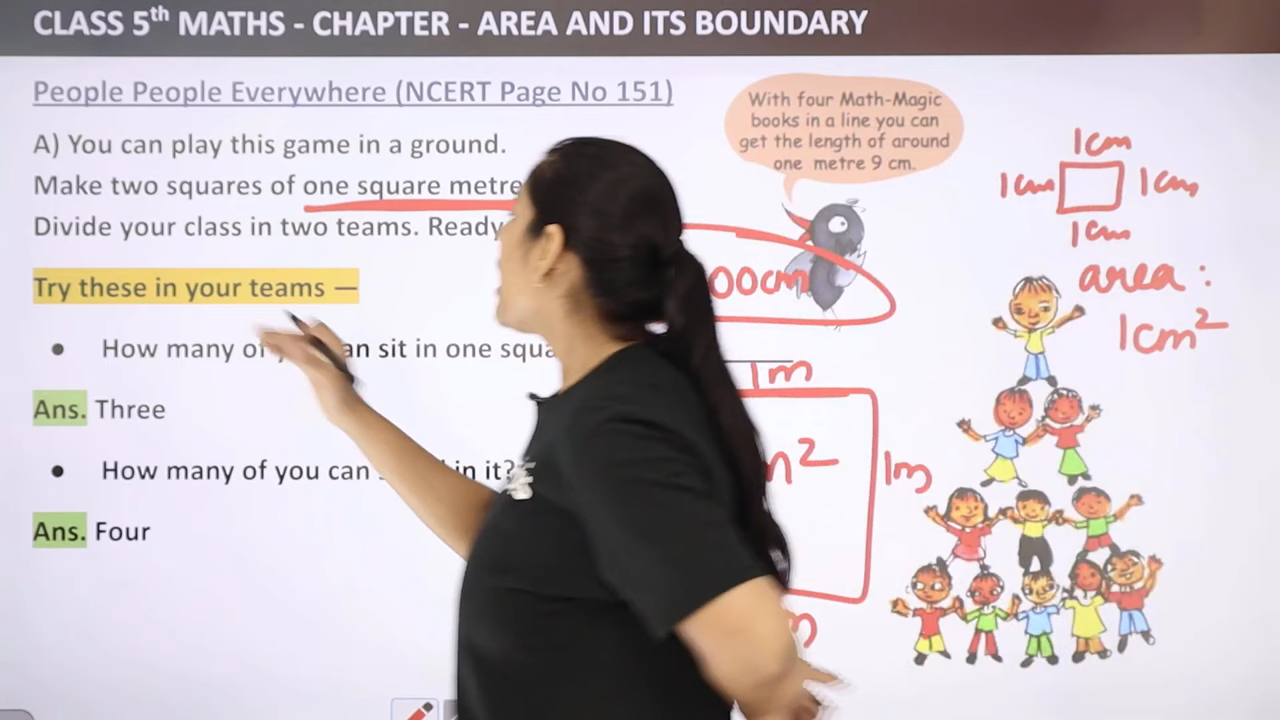 CLASS 5th MATHS - CHAPTER - AREA AND ITS BOUNDARY
People People Everywhere (NCERT Page No 151)
A) You can play this game in a ground.
Make two squares of one square metre
Divide your class in two teams. Ready
Try these in your teams —
• How many of an sit in one squa
Ans. Three
• How many of you can in it?
Ans. Four
With four Math-Magic
books in a line you can
get the length of around
one metre 9 cm.
00cm
1m
m²
1m
1cm
1cm 1cm
1cm
area :
1cm²